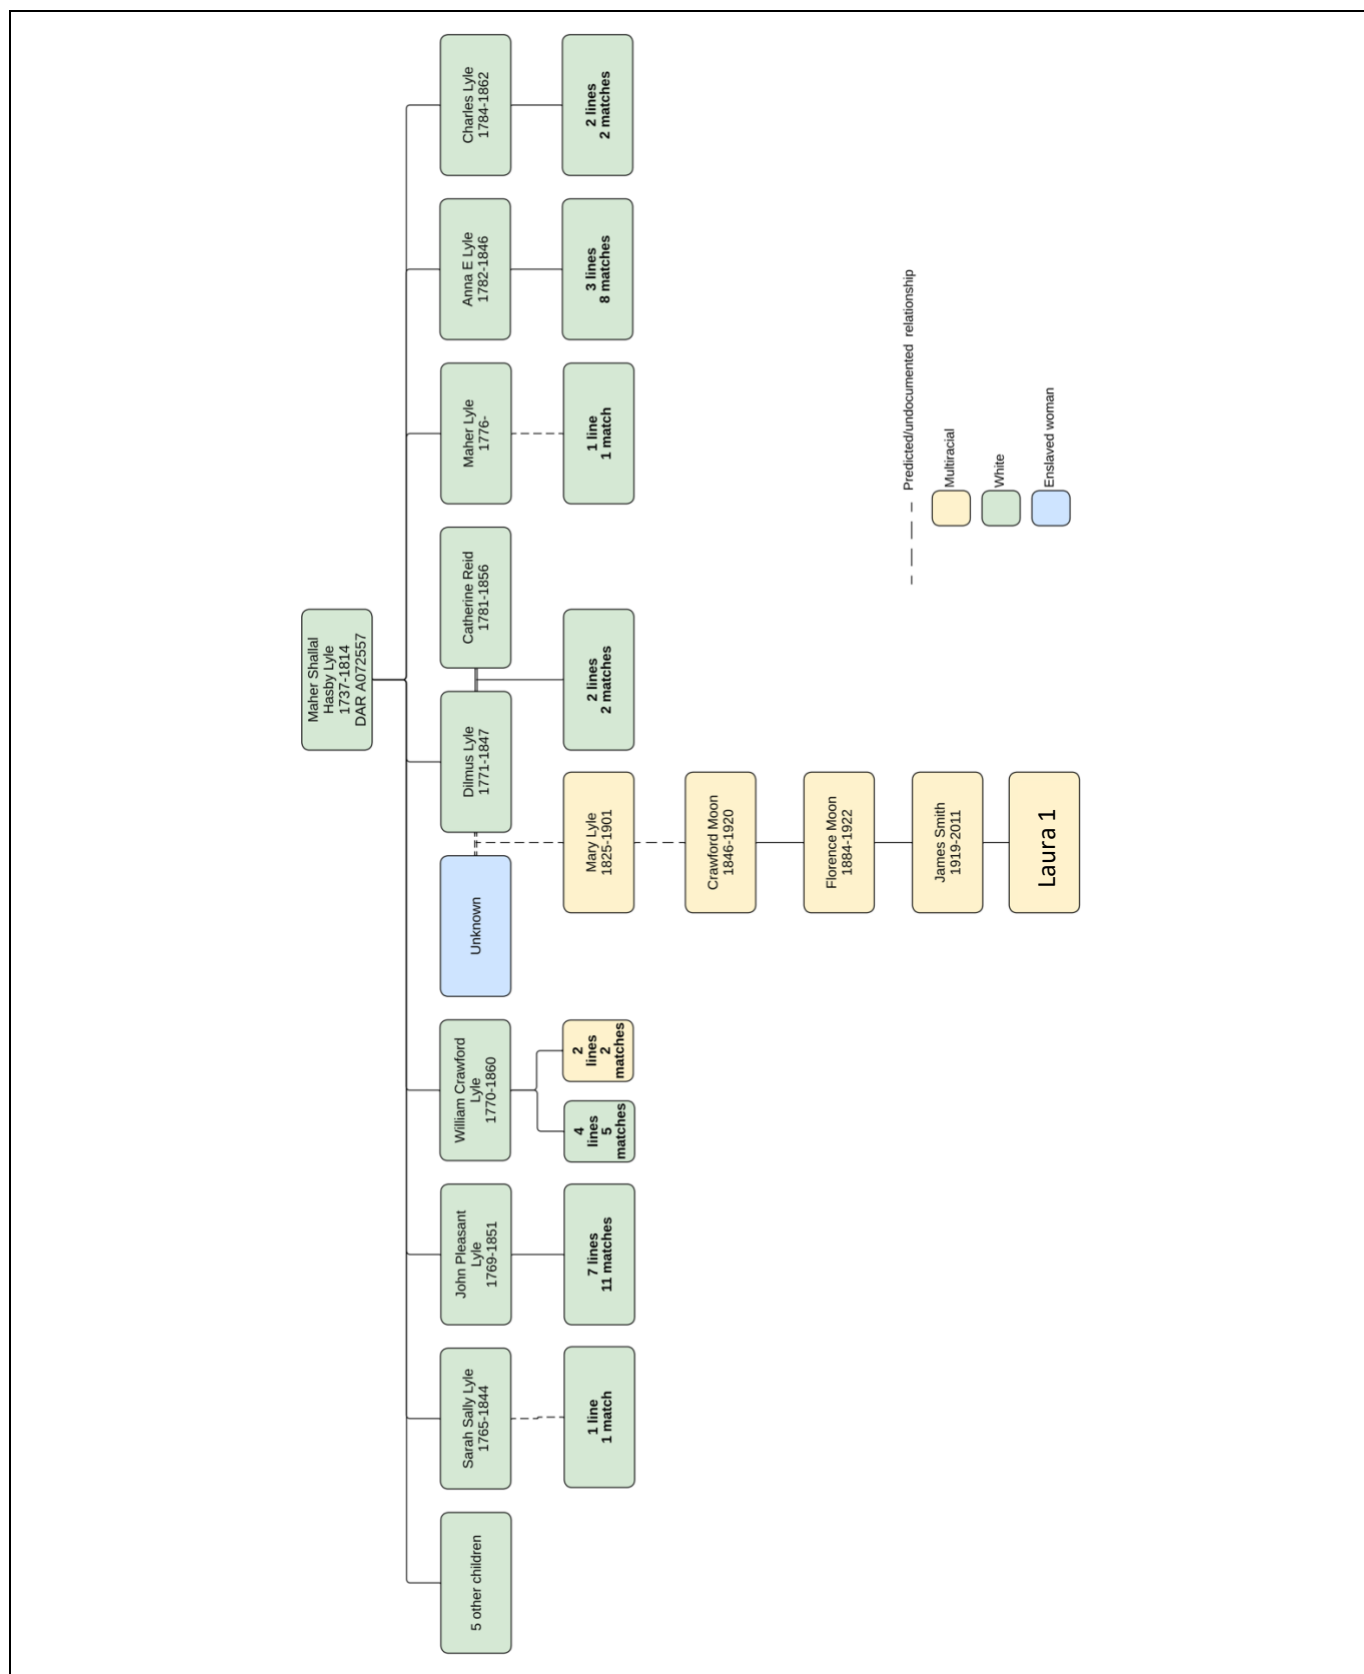 Maher Shallal
Hasby Lyle
1737-1814
DAR A072557
5 other children
Sarah Sally Lyle
1765-1844
John Pleasant
Lyle
1769-1851
William Crawford
Lyle
1770-1860
Unknown
Dilmus Lyle
1771-1847
Catherine Reid
1781-1856
Maher Lyle
1776-
Anna E Lyle
1782-1846
Charles Lyle
1784-1862
1 line
1 match
7 lines
11 matches
4
lines
5
matches
2
lines
2
matches
Mary Lyle
1825-1901
2 lines
2 matches
1 line
1 match
3 lines
8 matches
2 lines
2 matches
Crawford Moon
1846-1920
Florence Moon
1884-1922
James Smith
1919-2011
Laura 1
Predicted/undocumented relationship
Multiracial
White
Enslaved woman